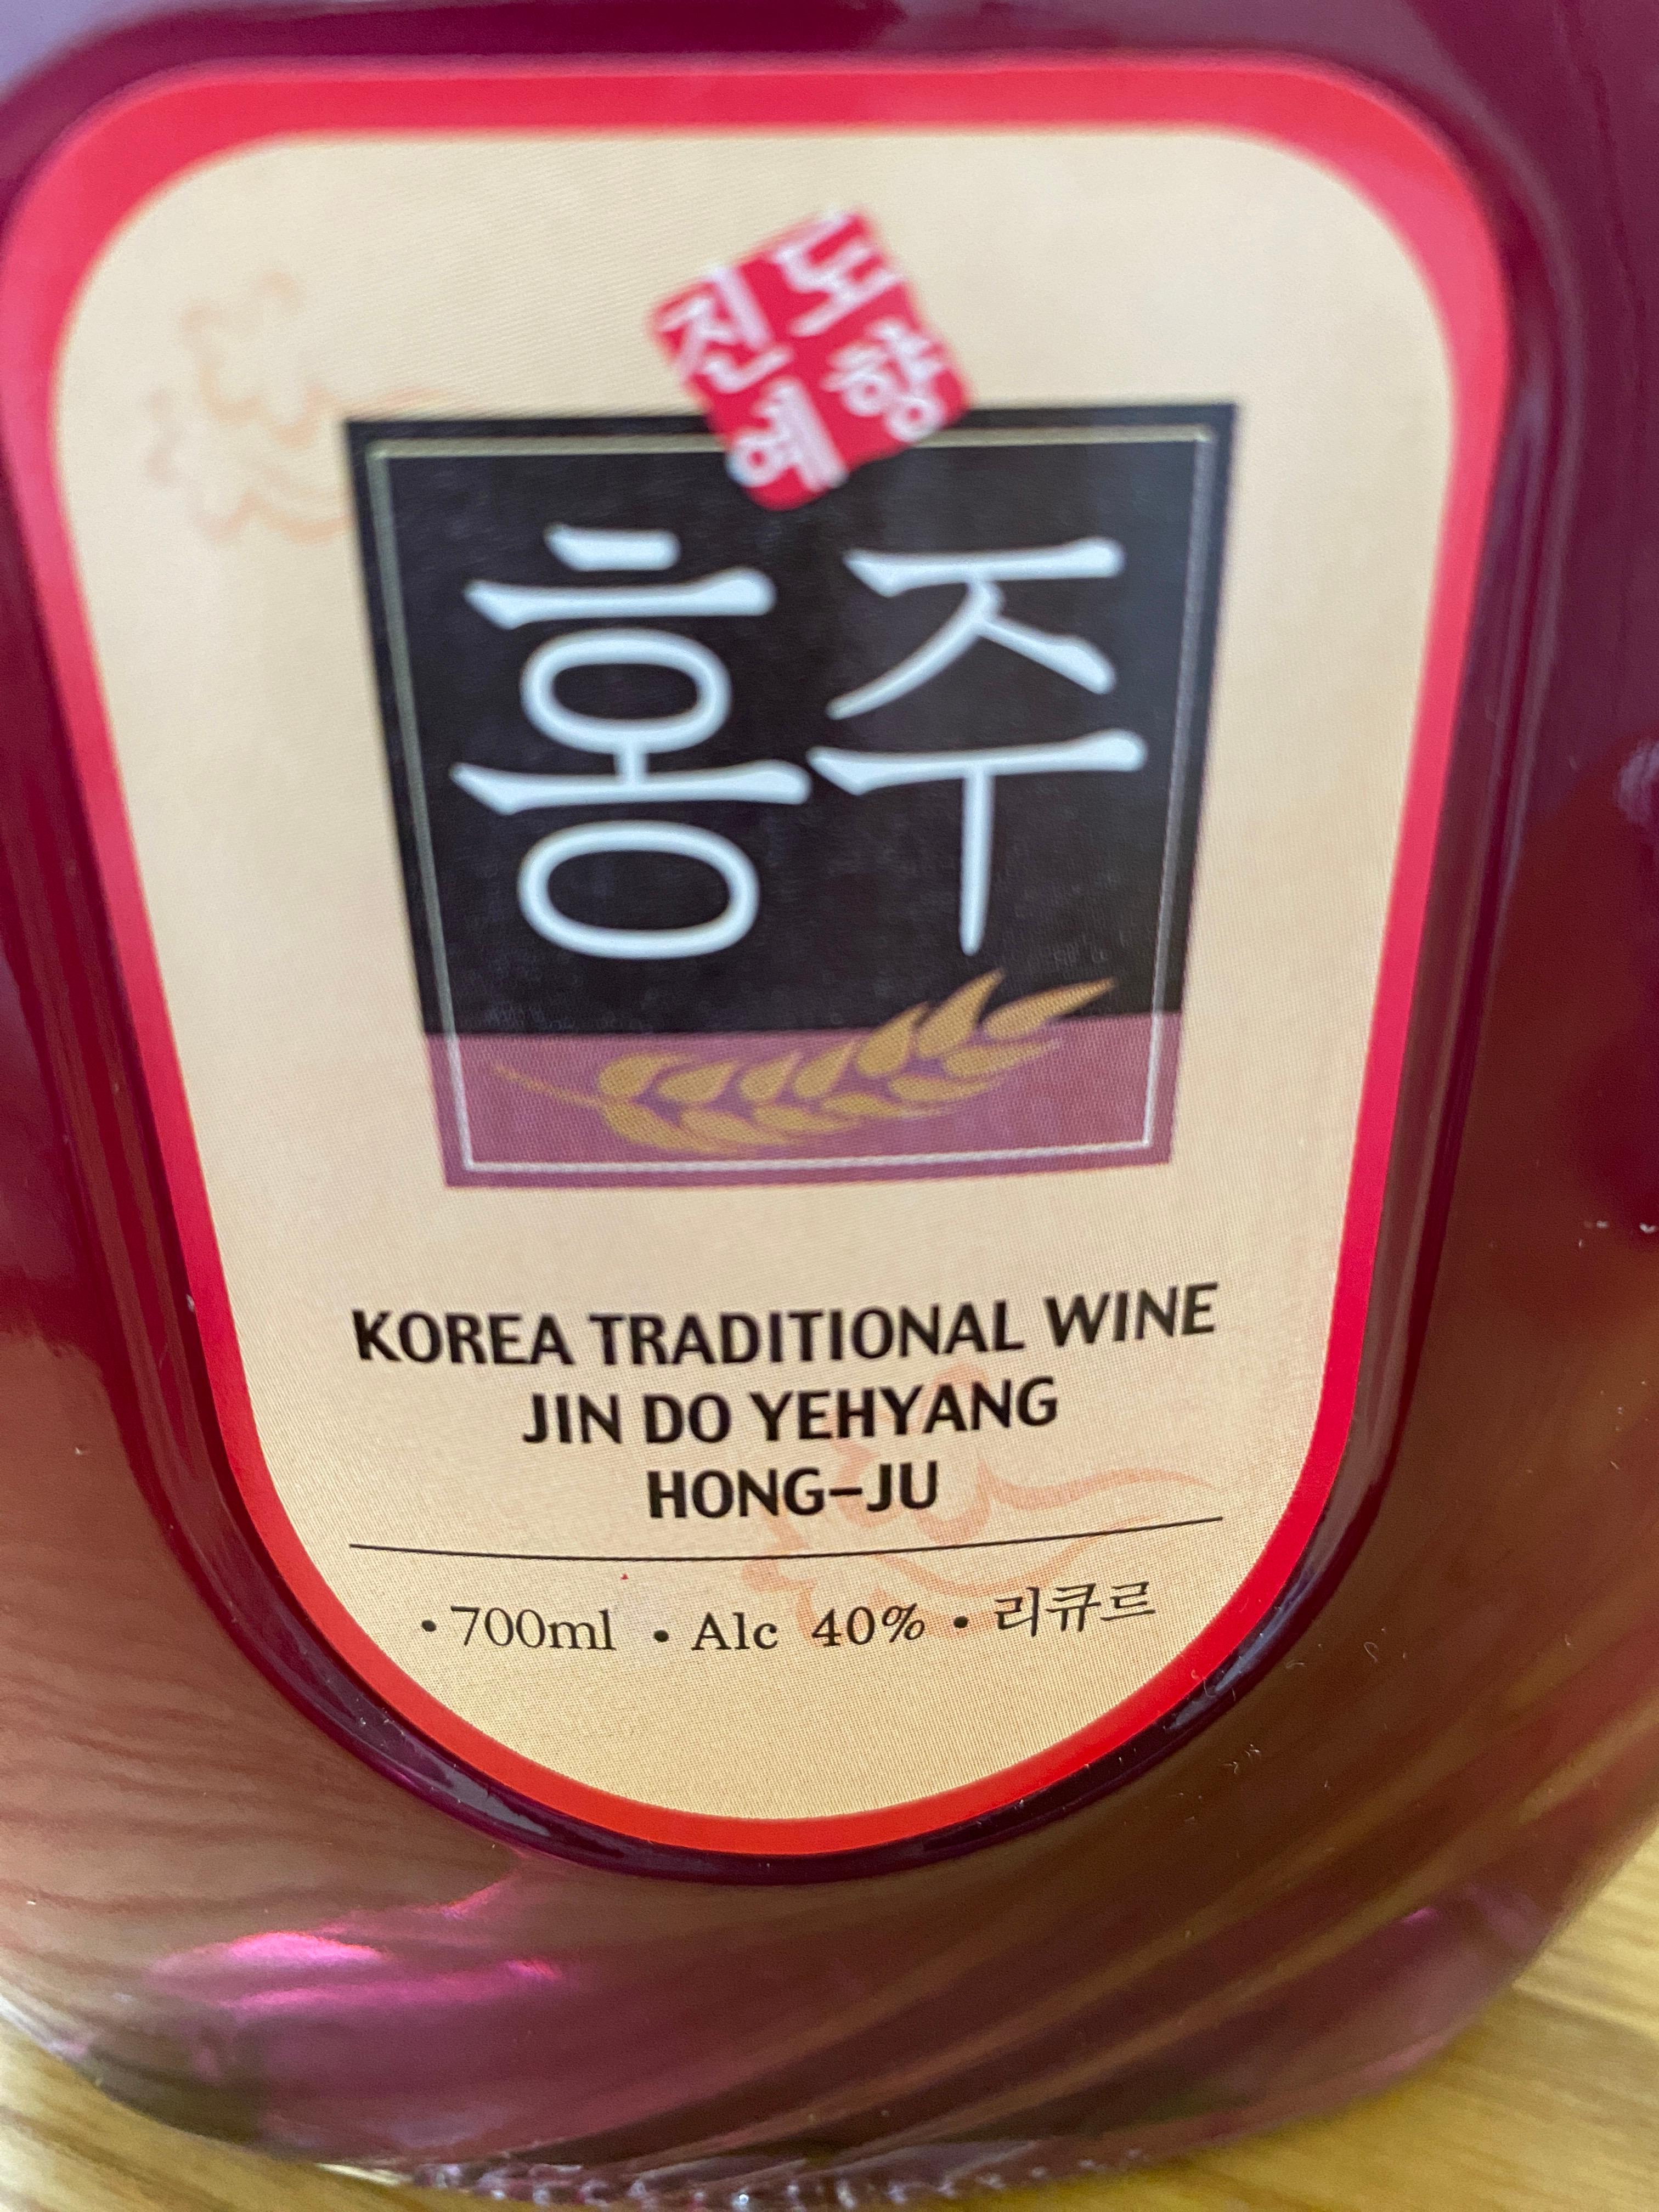 진도
예향
홍주
KOREA TRADITIONAL WINE
JIN DO YEHYANG
HONG-JU
• 700ml • Alc 40% • 리큐르